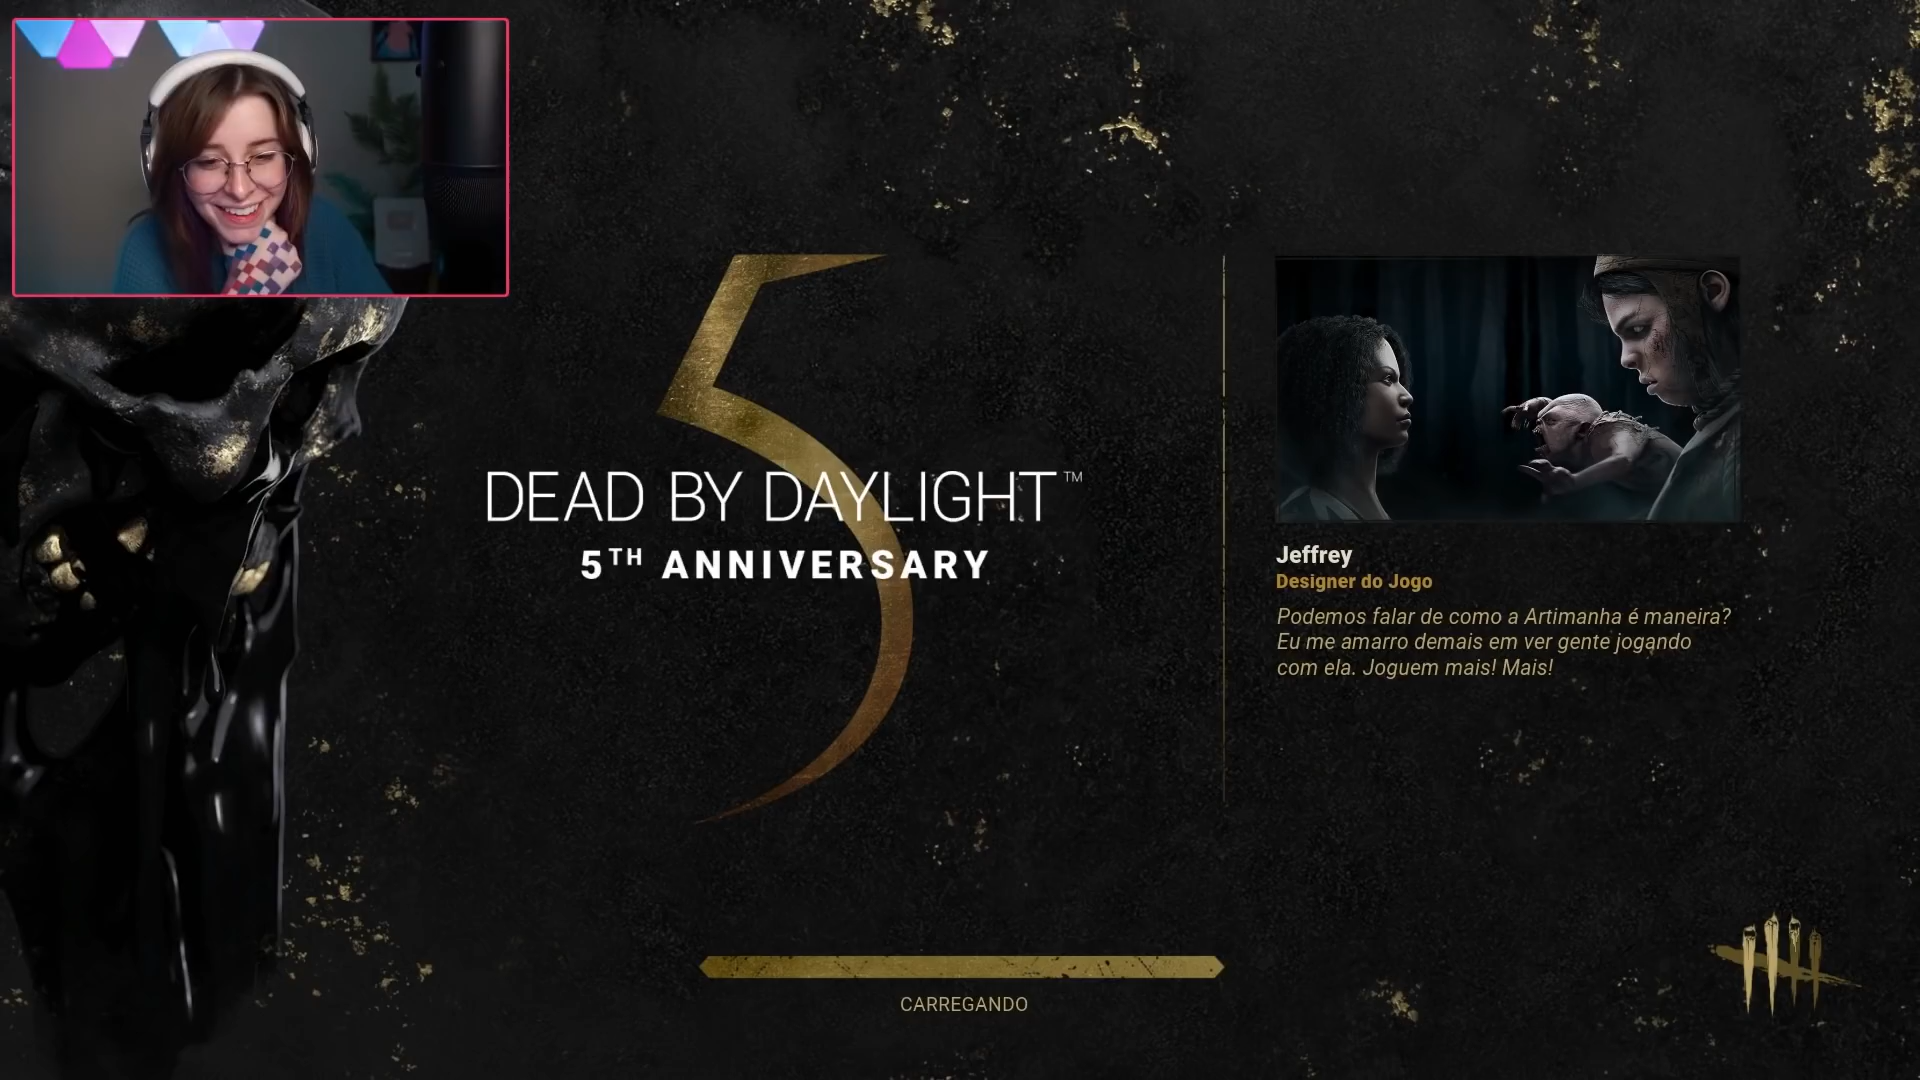 DEAD BY DAYLIGHT™
5TH ANNIVERSARY
Jeffrey
Designer do Jogo
Podemos falar de como a Artimanha é maneira?
Eu me amarro demais em ver gente jogando
com ela. Joguem mais! Mais!
CARREGANDO